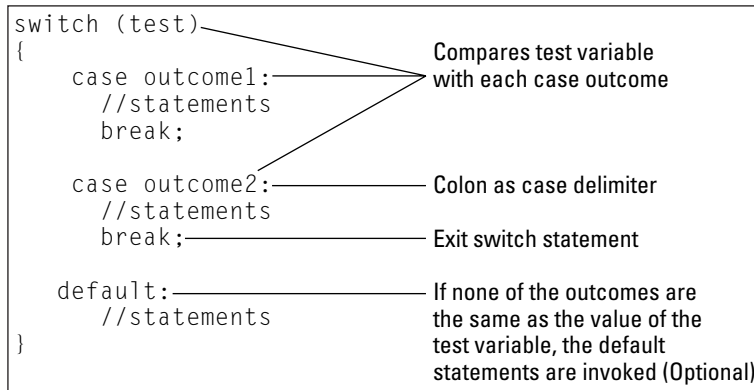 switch (test)
{
case outcome1:
//statements
break;
case outcome2:
//statements
break;
default:
//statements
}
Compares test variable
with each case outcome
Colon as case delimiter
Exit switch statement
If none of the outcomes are
the same as the value of the
test variable, the default
statements are invoked (Optional)